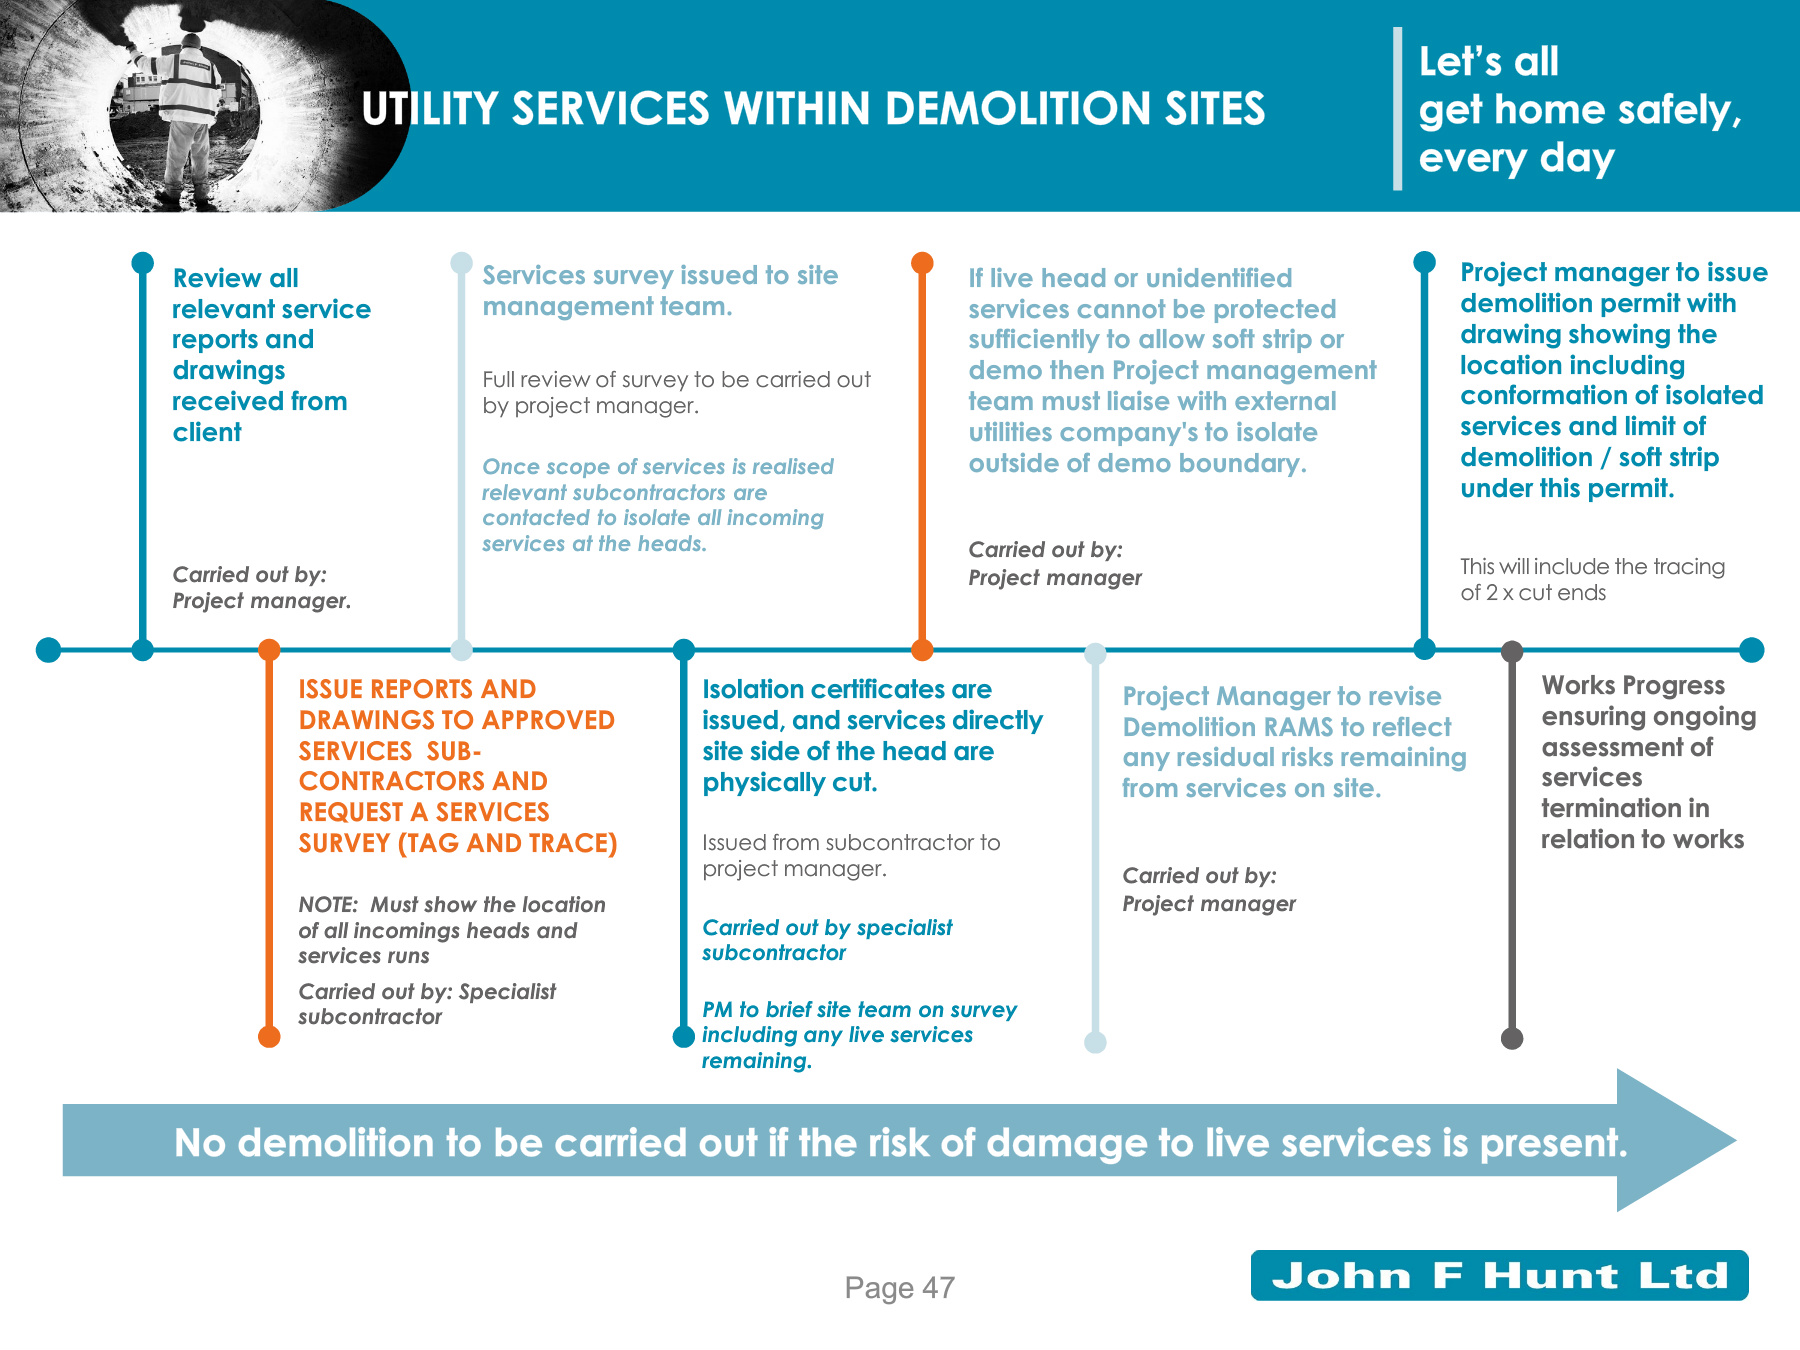 UTILITY SERVICES WITHIN DEMOLITION SITES
Let's all
get home safely,
every day
Review all
relevant service
reports and
drawings
received from
client
Carried out by:
Project manager.
ISSUE REPORTS AND
DRAWINGS TO APPROVED
SERVICES  SUB-
CONTRACTORS AND
REQUEST A SERVICES
SURVEY (TAG AND TRACE)
NOTE:  Must show the location
of all incomings heads and
services runs
Carried out by: Specialist
subcontractor
Services survey issued to site
management team.
Full review of survey to be carried out
by project manager.
Once scope of services is realised
relevant subcontractors are
contacted to isolate all incoming
services at the heads.
Isolation certificates are
issued, and services directly
site side of the head are
physically cut.
Issued from subcontractor to
project manager.
Carried out by specialist
subcontractor
PM to brief site team on survey
including any live services
remaining.
If live head or unidentified
services cannot be protected
sufficiently to allow soft strip or
demo then Project management
team must liaise with external
utilities company's to isolate
outside of demo boundary.
Carried out by:
Project manager
Project Manager to revise
Demolition RAMS to reflect
any residual risks remaining
from services on site.
Carried out by:
Project manager
Project manager to issue
demolition permit with
drawing showing the
location including
conformation of isolated
services and limit of
demolition / soft strip
under this permit.
This will include the tracing
of 2 x cut ends
Works Progress
ensuring ongoing
assessment of
services
termination in
relation to works
No demolition to be carried out if the risk of damage to live services is present.
Page 47
John F Hunt Ltd